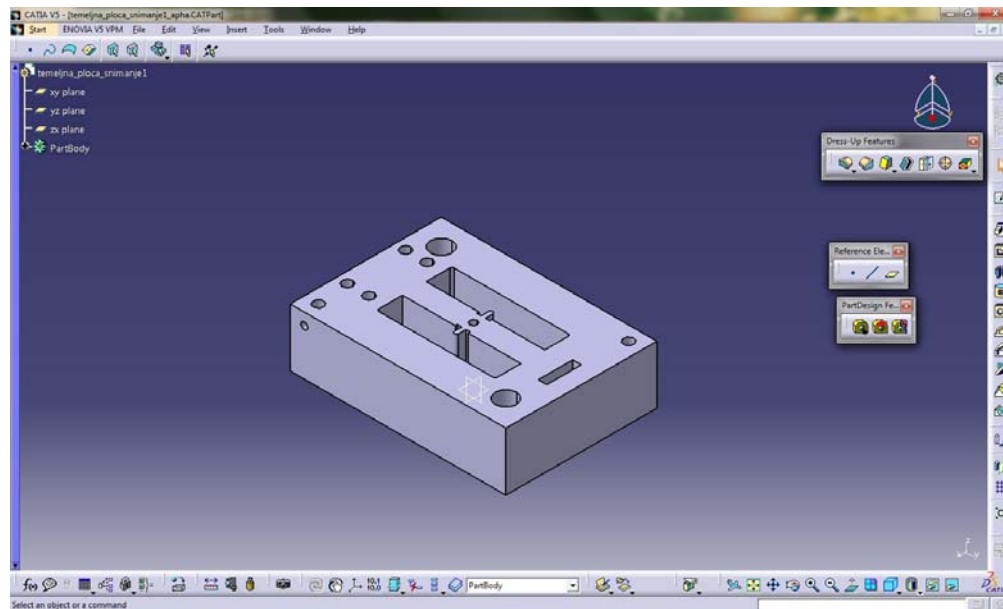 CATIA V5 - [temeljna_ploca_snimanje1_apha.CATPart]
Start ENOVIA V5 VPM File Edit View Insert Tools Window Help
temeljna_ploca_snimanje1
xy plane
yz plane
zx plane
PartBody
Dress-Up Features
Reference Ele...
PartDesign Fe...
PartBody
Select an object or a command